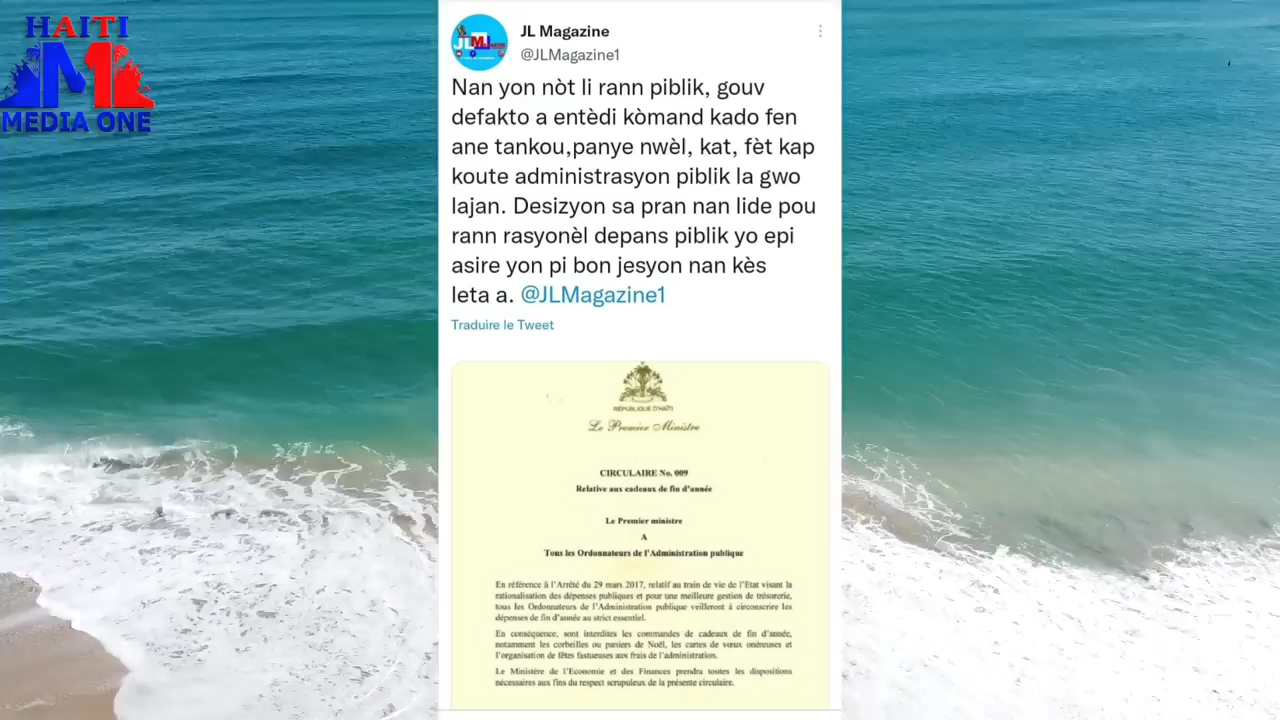 HAITI
M1
MEDIA ONE
JL Magazine
@JLMagazine1
Nan yon nòt li rann piblik, gouv
defakto a entèdi kòmand kado fen
ane tankou,panye nwèl, kat, fèt kap
koute administrasyon piblik la gwo
lajan. Desizyon sa pran nan lide pou
rann rasyonèl depans piblik yo epi
asire yon pi bon jesyon nan kès
leta a. @JLMagazine1
Traduire le Tweet
RÉPUBLIQUE D'HAÏTI
Le Premier Ministre
CIRCULAIRE No. 009
Relative aux cadeaux de fin d'année
Le Premier ministre
A
Tous les Ordonnateurs de l'Administration publique
En référence à l'Arrêté du 29 mars 2017, relatif au train de vie de l'Etat visant la
rationalisation des dépenses publiques et pour une meilleure gestion de trésorerie,
tous les Ordonnateurs de l'Administration publique veilleront à circonscrire les
dépenses de fin d'année au strict essentiel.
En conséquence, sont interdites les commandes de cadeaux de fin d'année,
notamment les corbeilles ou paniers de Noël, les cartes de vœux onéreuses et
l'organisation de fêtes fastueuses aux frais de l'administration.
Le Ministère de l'Economie et des Finances prendra toutes les dispositions
nécessaires aux fins du respect scrupuleux de la présente circulaire.